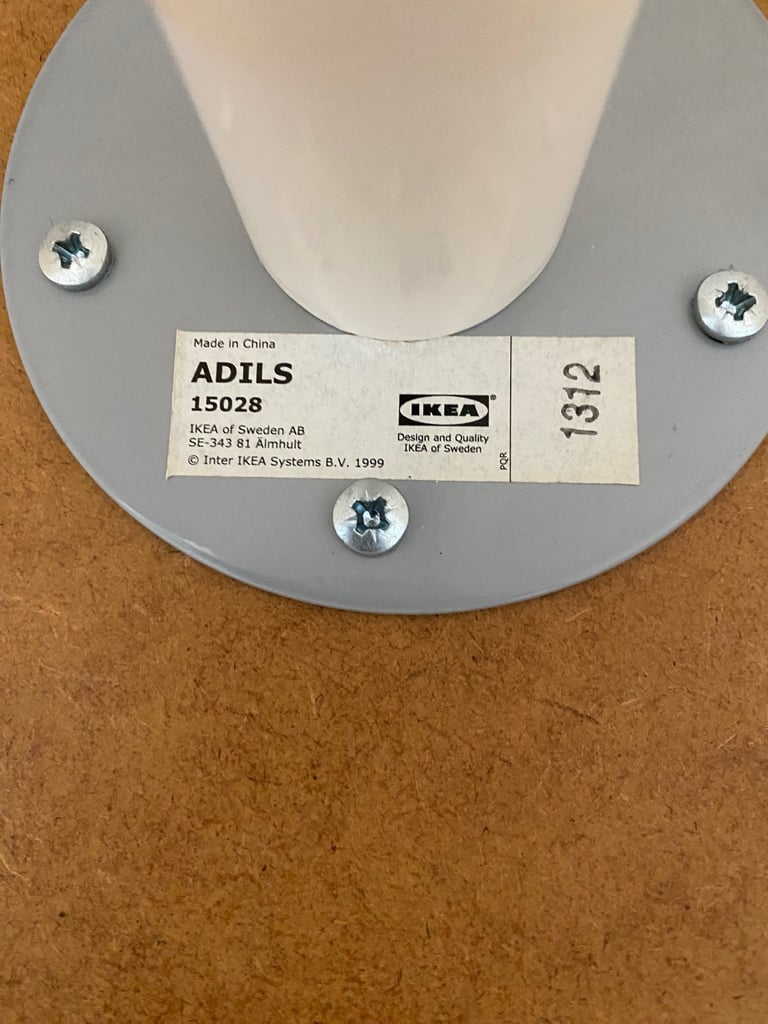 Made in China
ADILS
15028
IKEA of Sweden AB
SE-343 81 Älmhult
© Inter IKEA Systems B.V. 1999
IKEA®
Design and Quality
IKEA of Sweden
PQR
1312